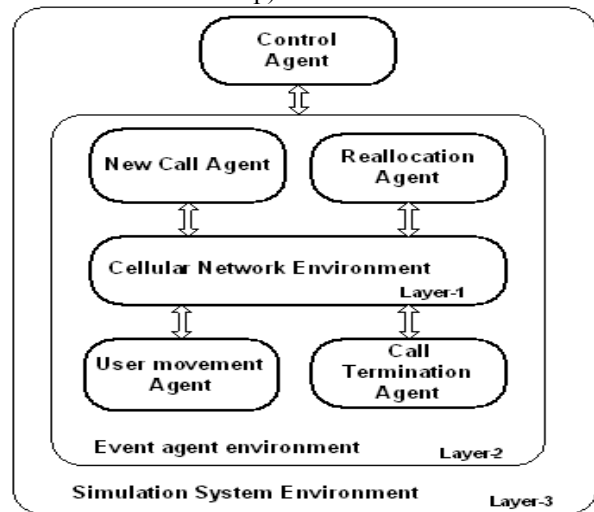 p)
Control
Agent
New Call Agent
Reallocation
Agent
Cellular Network Environment
Layer-1
User movement
Agent
Call
Termination
Agent
Event agent environment
Layer-2
Simulation System Environment
Layer-3